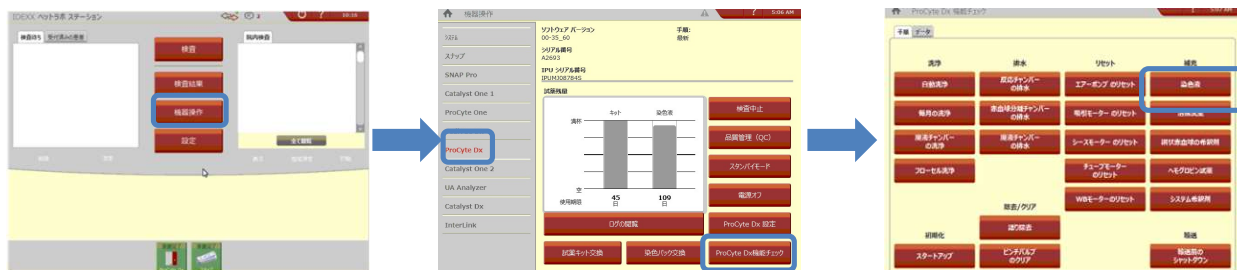 IDEXX ベットラボ ステーション
2
10:10
検査待ち
受付済みの患者
院内検査
検査
検査結果
機器操作
設定
全て閲覧
機器操作
5:06 AM
システム
スナップ
SNAP Pro
Catalyst One 1
ProCyte One
ProCyte Dx
Catalyst One 2
UA Analyzer
Catalyst Dx
InterLink
ソフトウェア バージョン
00-35_60
手順:
最新
シリアル番号
A2693
IPU シリアル番号
IPUM3087845
試薬残量
キット
染色液
満杯
空
使用期限
45
日
109
日
検査中止
品質管理（QC）
スタンバイモード
電源オフ
ログの閲覧
ProCyte Dx 設定
試薬キット交換
染色パック交換
ProCyte Dx機能チェック
ProCyte Dx 機能チェック
5:07 AM
手順
データ
洗浄
排水
リセット
補充
自動洗浄
反応チャンバー
の排水
エアーポンプ のリセット
染色液
毎月の洗浄
赤血球分域チャンバー
の排水
吸引モーター のリセット
廃液チャンバー
の洗浄
廃液チャンバー
の排水
シースモーター のリセット
網状赤血球の希釈剤
フローセル洗浄
チューブモーター
のリセット
ヘモグロビン試薬
WBモーターのリセット
システム希釈剤
除去/クリア
初期化
詰り除去
輸送
スタートアップ
ピンチバルブ
のクリア
輸送前の
シャットダウン